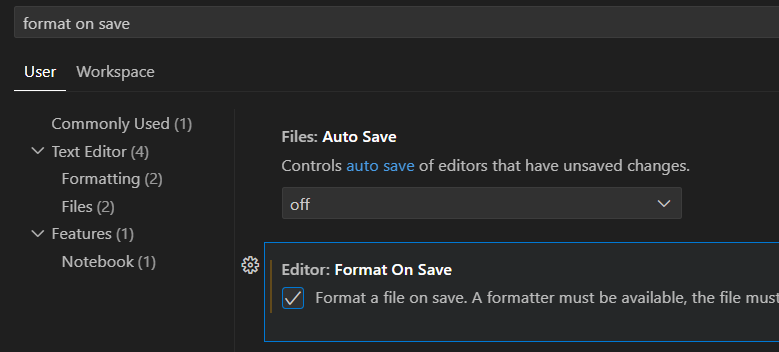 format on save
User Workspace
Commonly Used (1)
Text Editor (4)
Formatting (2)
Files (2)
Features (1)
Notebook (1)
Files: Auto Save
Controls auto save of editors that have unsaved changes.
off
Editor: Format On Save
Format a file on save. A formatter must be available, the file must